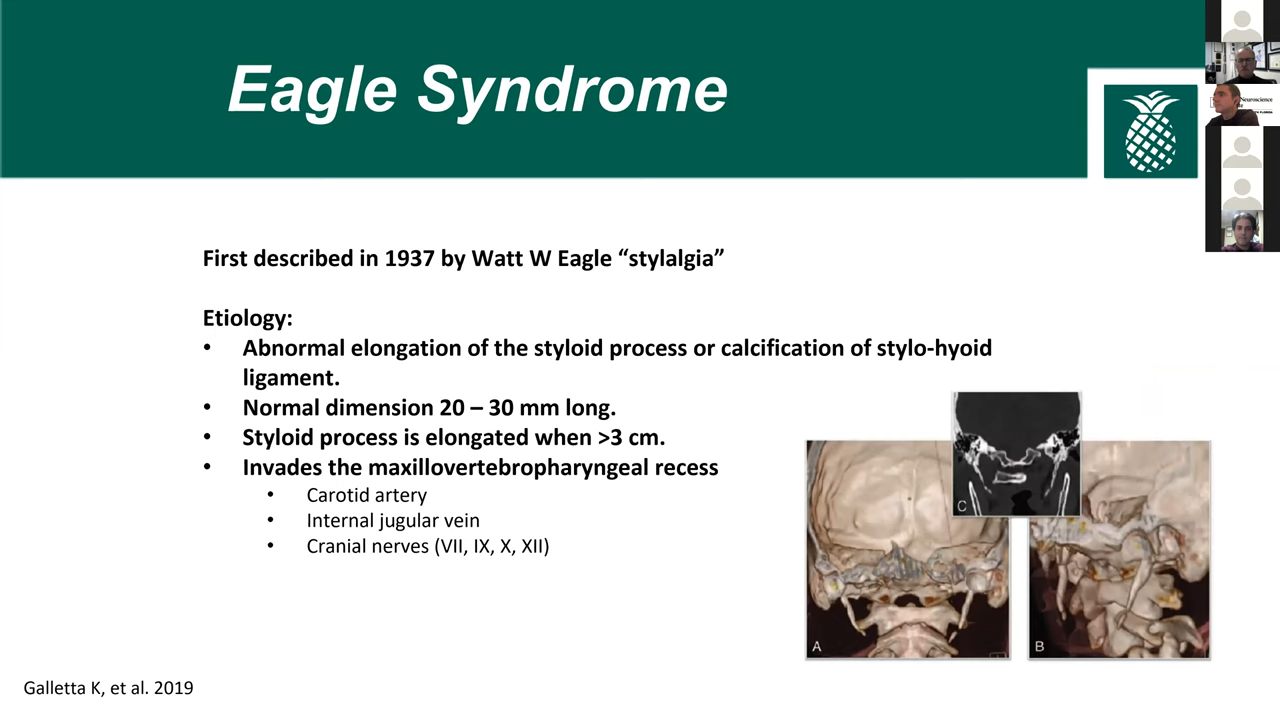 Eagle Syndrome
Neuroscience
First described in 1937 by Watt W Eagle “stylalgia”
Etiology:
• Abnormal elongation of the styloid process or calcification of stylo-hyoid
ligament.
• Normal dimension 20 – 30 mm long.
• Styloid process is elongated when >3 cm.
• Invades the maxillovertebropharyngeal recess
• Carotid artery
• Internal jugular vein
• Cranial nerves (VII, IX, X, XII)
C
A
B
Galletta K, et al. 2019